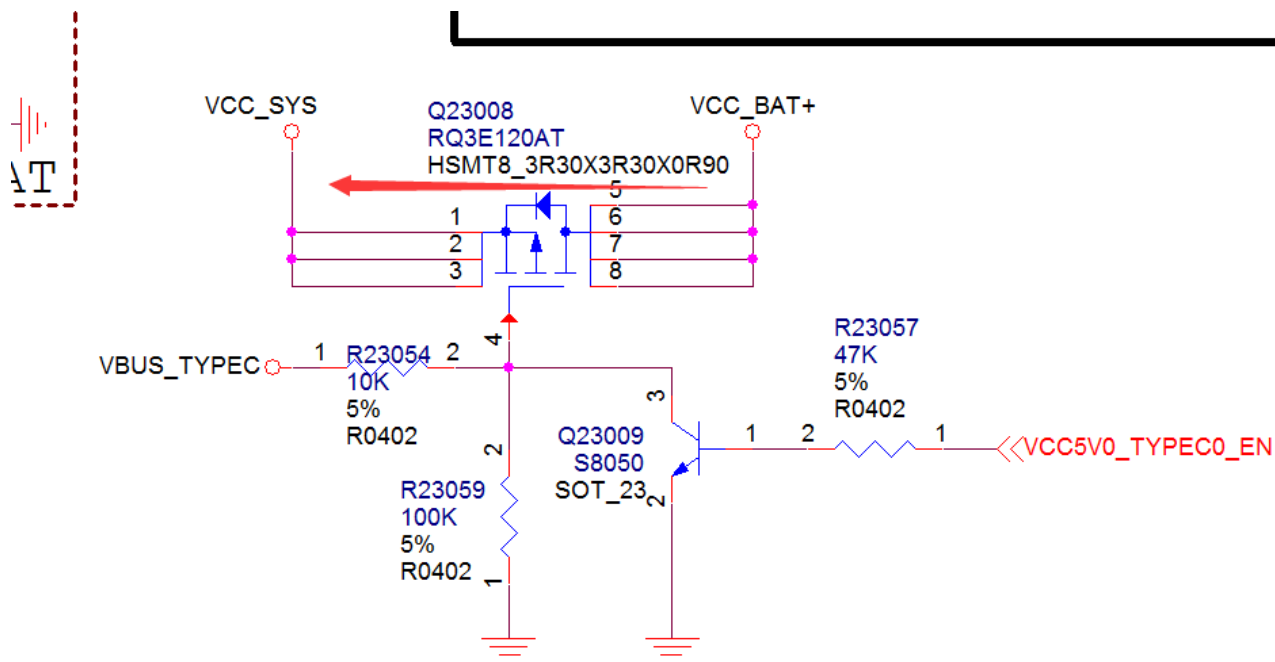 VCC_SYS
Q23008
RQ3E120AT
HSMT8_3R30X3R30X0R90
VCC_BAT+
AT
5
1
6
2
7
3
8
4
VBUS_TYPEC
1
R23054
2
10K
5%
R0402
R23057
47K
5%
R0402
3
Q23009
S8050
SOT_23
1
2
1
VCC5V0_TYPEC0_EN
2
2
R23059
100K
5%
R0402
1